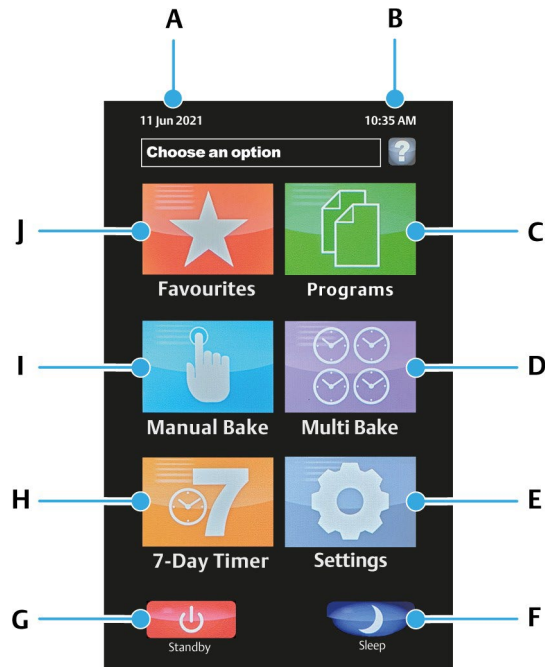 A B
11 Jun 2021 10:35 AM
Choose an option ?
J C
Favourites Programs
I D
Manual Bake Multi Bake
H 7 E
7-Day Timer Settings
G F
Standby Sleep